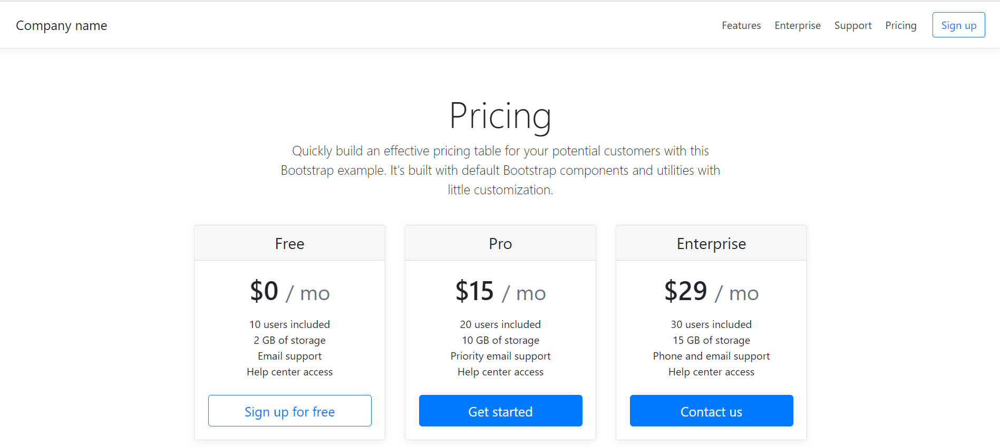 Company name
Features Enterprise Support Pricing Sign up
Pricing
Quickly build an effective pricing table for your potential customers with this
Bootstrap example. It's built with default Bootstrap components and utilities with
little customization.
Free
$0 / mo
10 users included
2 GB of storage
Email support
Help center access
Sign up for free
Pro
$15 / mo
20 users included
10 GB of storage
Priority email support
Help center access
Get started
Enterprise
$29 / mo
30 users included
15 GB of storage
Phone and email support
Help center access
Contact us